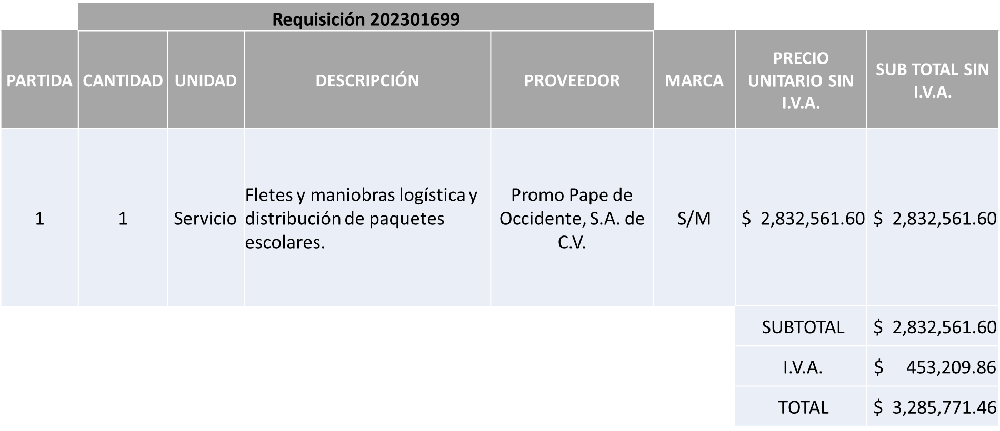 Requisición 202301699
PARTIDA CANTIDAD UNIDAD DESCRIPCIÓN PROVEEDOR MARCA PRECIO UNITARIO SIN I.V.A. SUB TOTAL SIN I.V.A.
1 1 Servicio Fletes y maniobras logística y distribución de paquetes escolares. Promo Pape de Occidente, S.A. de C.V. S/M $ 2,832,561.60 $ 2,832,561.60
SUBTOTAL $ 2,832,561.60
I.V.A. $ 453,209.86
TOTAL $ 3,285,771.46